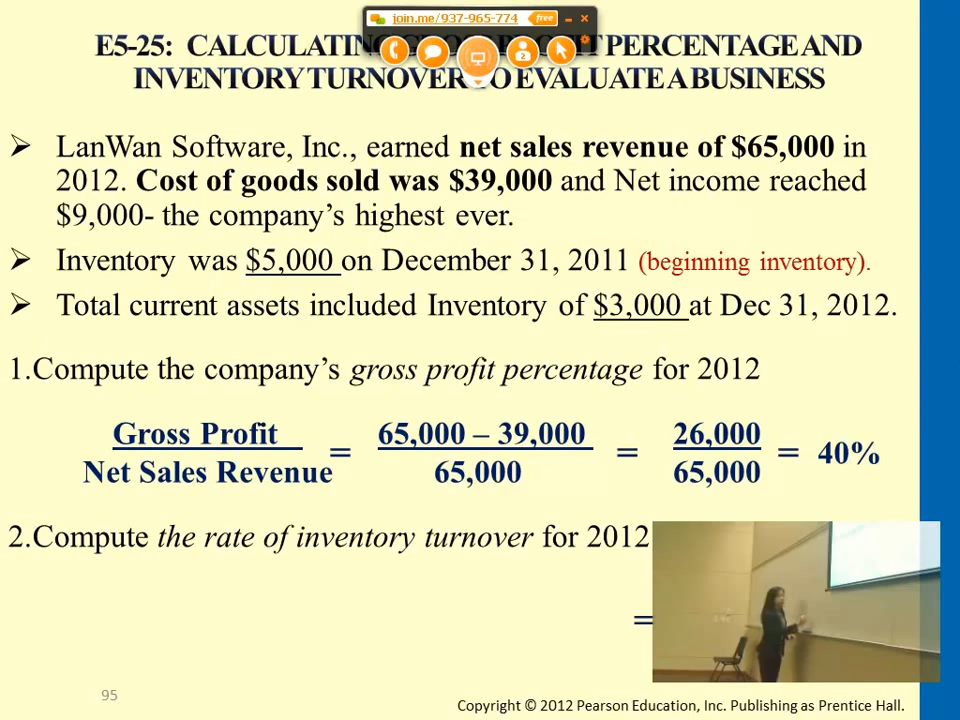 join.me/937-965-774 free
E5-25: CALCULATING PERCENTAGE AND
2
INVENTORY TURNOVER TO EVALUATE A BUSINESS
➢ LanWan Software, Inc., earned net sales revenue of $65,000 in
2012. Cost of goods sold was $39,000 and Net income reached
$9,000- the company’s highest ever.
➢ Inventory was $5,000 on December 31, 2011 (beginning inventory).
➢ Total current assets included Inventory of $3,000 at Dec 31, 2012.
1.Compute the company’s gross profit percentage for 2012
Gross Profit = 65,000 – 39,000 = 26,000 = 40%
Net Sales Revenue 65,000 65,000
2.Compute the rate of inventory turnover for 2012
=
95
Copyright © 2012 Pearson Education, Inc. Publishing as Prentice Hall.